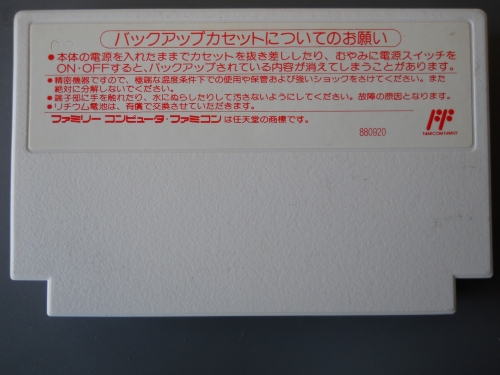 バックアップカセットについてのお願い
●本体の電源を入れたままでカセットを抜き差ししたり、むやみに電源スイッチを
ON・OFFすると、バックアップされている内容が消えてしまうことがあります。
●精密機器ですので、極端な温度条件下での使用や保管および強いショックをさけてください。また
絶対に分解しないでください。
●端子部に手を触れたり、水にぬらしたりして汚さないようにしてください。故障の原因となります。
●リチウム電池は、有償で交換させていただきます。
ファミリー コンピュータ・ファミコンは任天堂の商標です。
880920
FAMICOM FAMILY